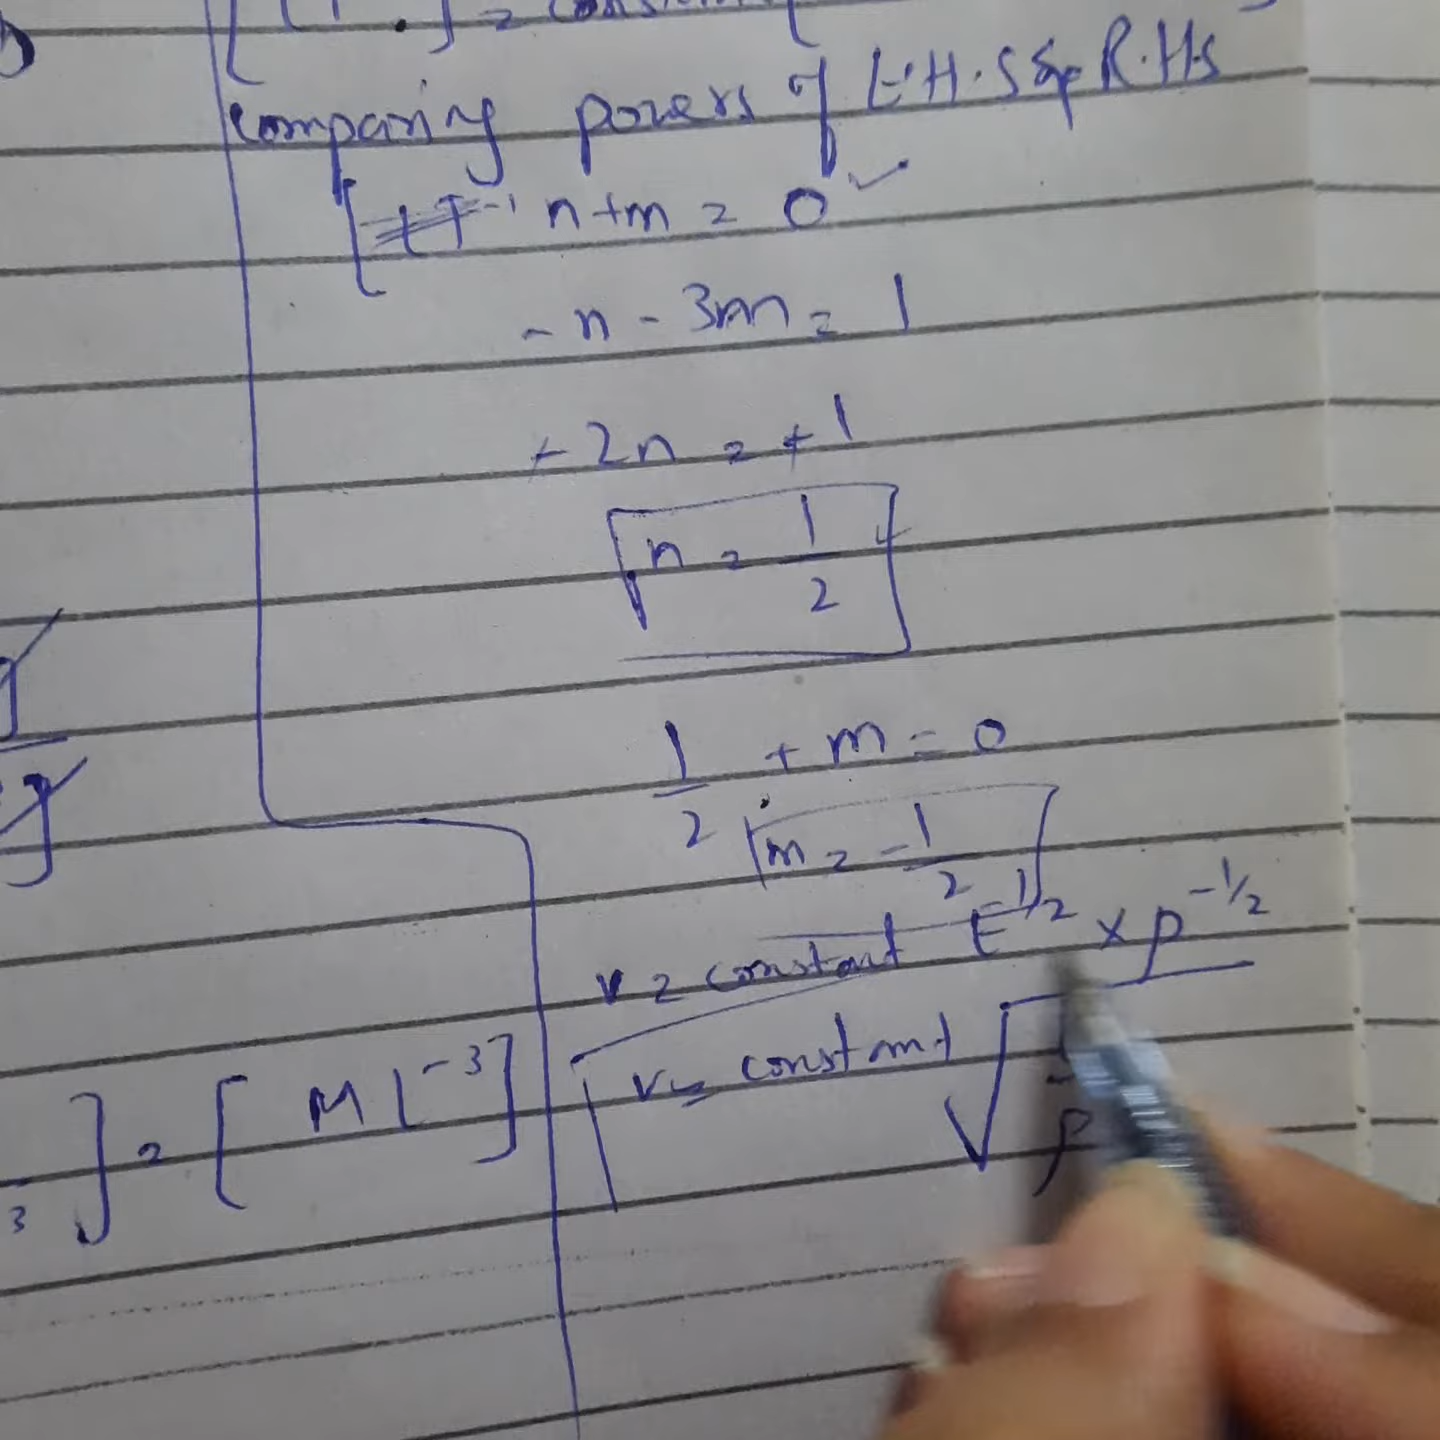 comparing powers of L.H.S & R.H.S
n + m = 0
- n - 3m = 1
+ 2n = + 1
n = 1/2
1/2 + m = 0
m = - 1/2
v = constant E^1/2 × ρ^-1/2
v = constant √ ρ
] = [ M L^-3 ]
3